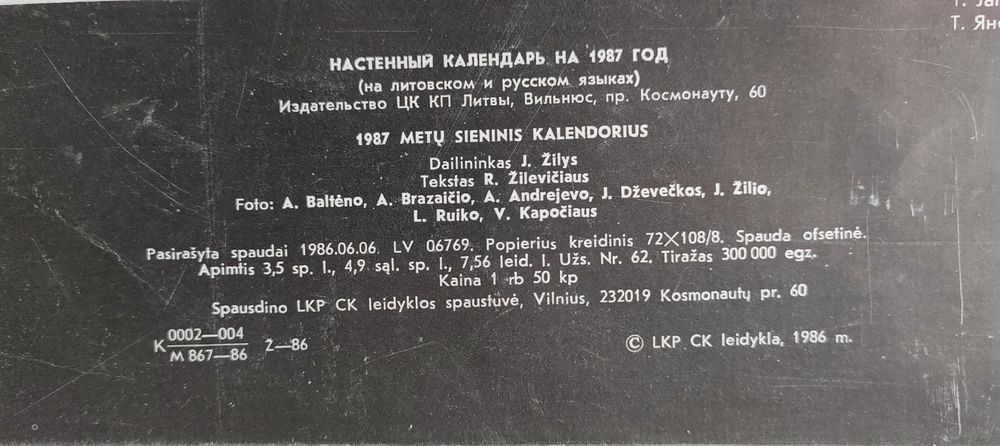 Т. Ян
НАСТЕННЫЙ КАЛЕНДАРЬ НА 1987 ГОД
(на литовском и русском языках)
Издательство ЦК КП Литвы, Вильнюс, пр. Космонауту, 60
1987 METŲ SIENINIS KALENDORIUS
Dailininkas J. Žilys
Tekstas R. Žilevičiaus
Foto: A. Baltėno, A. Brazaičio, A. Andrejevo, J. Dževečkos, J. Žilio,
L. Ruiko, V. Kapočiaus
Pasirašyta spaudai 1986.06.06. LV 06769. Popierius kreidinis 72×108/8. Spauda ofsetinė.
Apimtis 3,5 sp. l., 4,9 sąl. sp. l., 7,56 leid. l. Užs. Nr. 62. Tiražas 300 000 egz.
Kaina 1 rb 50 kp
Spausdino LKP CK leidyklos spaustuvė, Vilnius, 232019 Kosmonautų pr. 60
K 0002—004
M 867—86 Z—86
© LKP CK leidykla, 1986 m.